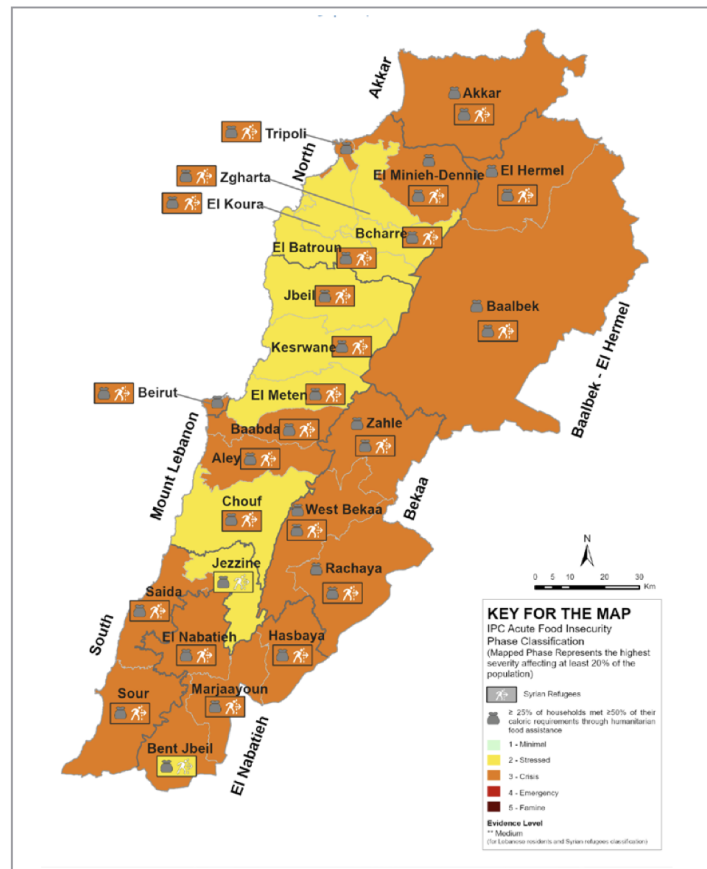 Akkar
Akkar
Tripoli
North
Zgharta
El Minieh-Dennie
El Hermel
El Koura
Bcharre
El Batroun
Jbeil
Baalbek
Kesrwane
Baalbek - El Hermel
El Meten
Beirut
Baabda
Zahle
Mount Lebanon
Aley
Bekaa
Chouf
West Bekaa
Jezzine
Rachaya
N
Saida
0 5 10 20 30
Km
South
El Nabatieh
Hasbaya
Sour
Marjaayoun
El Nabatieh
Bent Jbeil
KEY FOR THE MAP
IPC Acute Food Insecurity
Phase Classification
(Mapped Phase Represents the highest
severity affecting at least 20% of the
population)
Syrian Refugees
≥ 25% of households met ≥50% of their
caloric requirements through humanitarian
food assistance
1 - Minimal
2 - Stressed
3 - Crisis
4 - Emergency
5 - Famine
Evidence Level
** Medium
(for Lebanese residents and Syrian refugees classification)